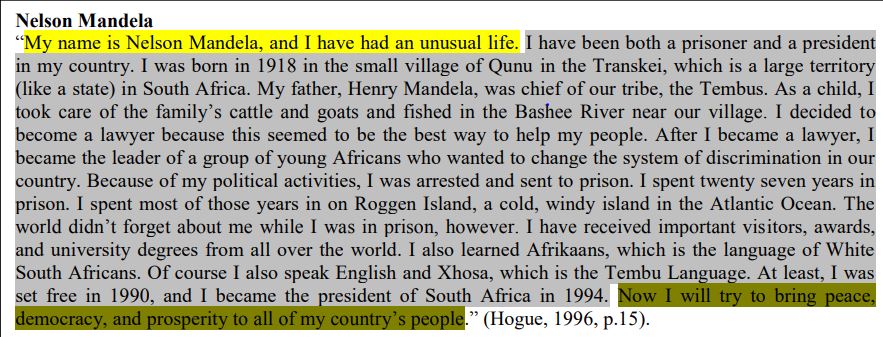 Nelson Mandela
“My name is Nelson Mandela, and I have had an unusual life. I have been both a prisoner and a president
in my country. I was born in 1918 in the small village of Qunu in the Transkei, which is a large territory
(like a state) in South Africa. My father, Henry Mandela, was chief of our tribe, the Tembus. As a child, I
took care of the family’s cattle and goats and fished in the Bashee River near our village. I decided to
become a lawyer because this seemed to be the best way to help my people. After I became a lawyer, I
became the leader of a group of young Africans who wanted to change the system of discrimination in our
country. Because of my political activities, I was arrested and sent to prison. I spent twenty seven years in
prison. I spent most of those years in on Roggen Island, a cold, windy island in the Atlantic Ocean. The
world didn’t forget about me while I was in prison, however. I have received important visitors, awards,
and university degrees from all over the world. I also learned Afrikaans, which is the language of White
South Africans. Of course I also speak English and Xhosa, which is the Tembu Language. At least, I was
set free in 1990, and I became the president of South Africa in 1994. Now I will try to bring peace,
democracy, and prosperity to all of my country’s people.” (Hogue, 1996, p.15).